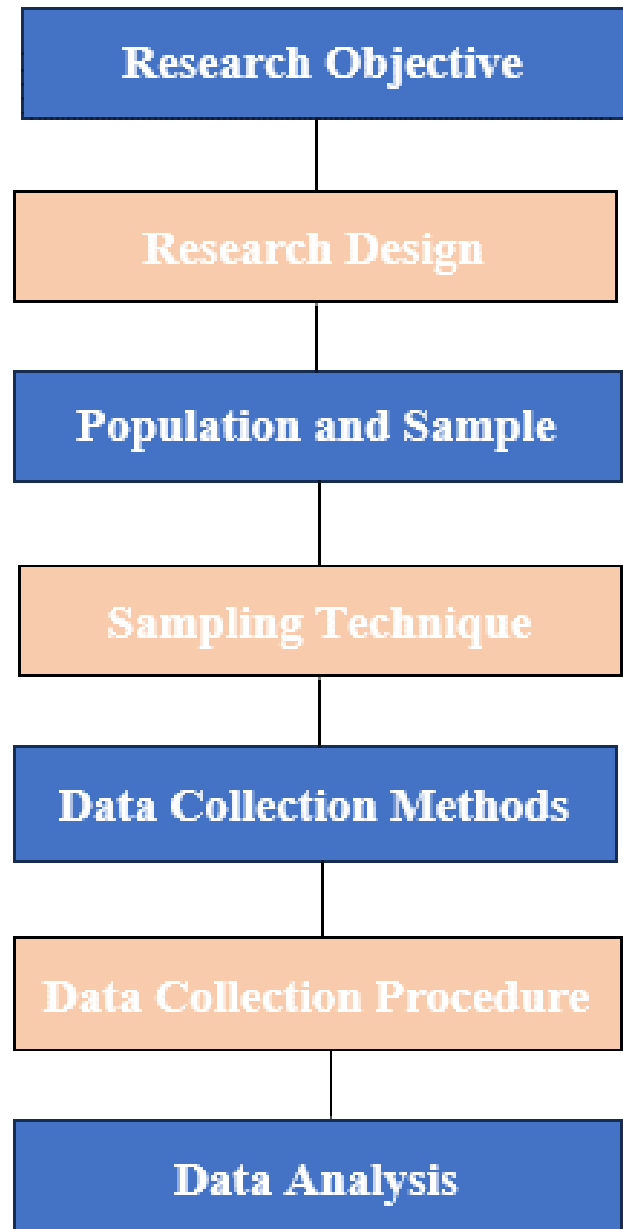 Research Objective
Research Design
Population and Sample
Sampling Technique
Data Collection Methods
Data Collection Procedure
Data Analysis